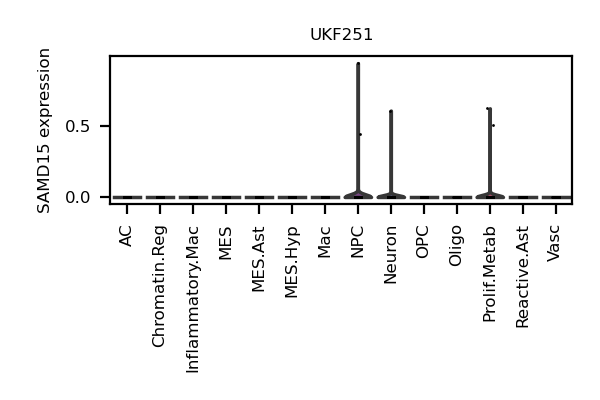 UKF251
SAMD15 expression
0.5
0.0
AC
Chromatin.Reg
Inflammatory.Mac
MES
MES.Ast
MES.Hyp
Mac
NPC
Neuron
OPC
Oligo
Prolif.Metab
Reactive.Ast
Vasc